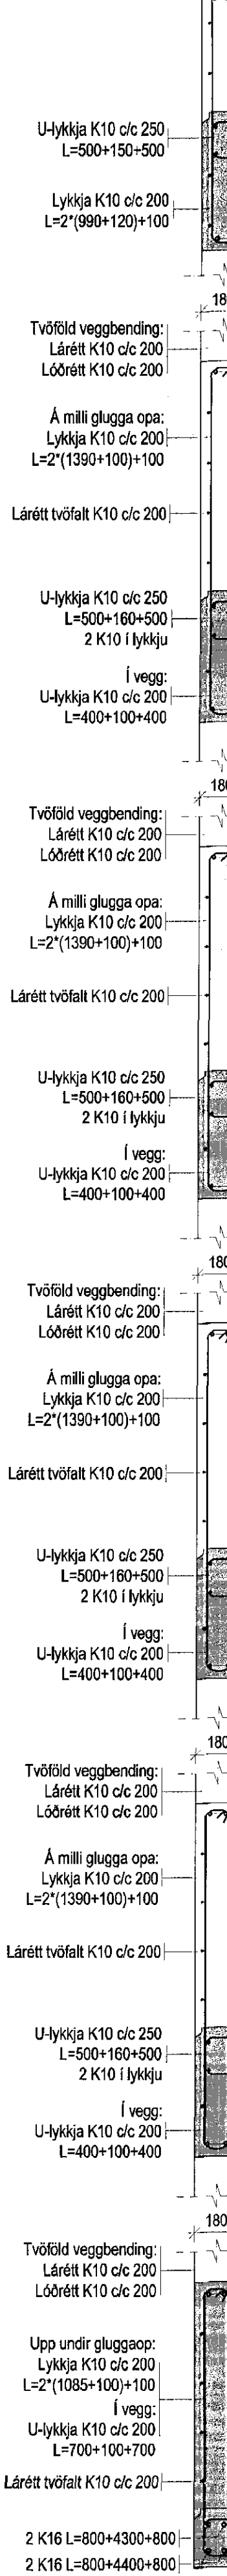 U-lykkja K10 c/c 250
L=500+150+500
Lykkja K10 c/c 200
L=2*(990+120)+100
18
Tvöföld veggbending:
Lárétt K10 c/c 200
Lóðrétt K10 c/c 200
Á milli glugga opa:
Lykkja K10 c/c 200
L=2*(1390+100)+100
Lárétt tvöfalt K10 c/c 200
U-lykkja K10 c/c 250
L=500+160+500
2 K10 í lykkju
Í vegg:
U-lykkja K10 c/c 200
L=400+100+400
180
Tvöföld veggbending:
Lárétt K10 c/c 200
Lóðrétt K10 c/c 200
Á milli glugga opa:
Lykkja K10 c/c 200
L=2*(1390+100)+100
Lárétt tvöfalt K10 c/c 200
U-lykkja K10 c/c 250
L=500+160+500
2 K10 í lykkju
Í vegg:
U-lykkja K10 c/c 200
L=400+100+400
180
Tvöföld veggbending:
Lárétt K10 c/c 200
Lóðrétt K10 c/c 200
Á milli glugga opa:
Lykkja K10 c/c 200
L=2*(1390+100)+100
Lárétt tvöfalt K10 c/c 200
U-lykkja K10 c/c 250
L=500+160+500
2 K10 í lykkju
Í vegg:
U-lykkja K10 c/c 200
L=400+100+400
180
Tvöföld veggbending:
Lárétt K10 c/c 200
Lóðrétt K10 c/c 200
Á milli glugga opa:
Lykkja K10 c/c 200
L=2*(1390+100)+100
Lárétt tvöfalt K10 c/c 200
U-lykkja K10 c/c 250
L=500+160+500
2 K10 í lykkju
Í vegg:
U-lykkja K10 c/c 200
L=400+100+400
180
Tvöföld veggbending:
Lárétt K10 c/c 200
Lóðrétt K10 c/c 200
Upp undir gluggaop:
Lykkja K10 c/c 200
L=2*(1085+100)+100
Í vegg:
U-lykkja K10 c/c 200
L=700+100+700
Lárétt tvöfalt K10 c/c 200
2 K16 L=800+4300+800
2 K16 L=800+4400+800